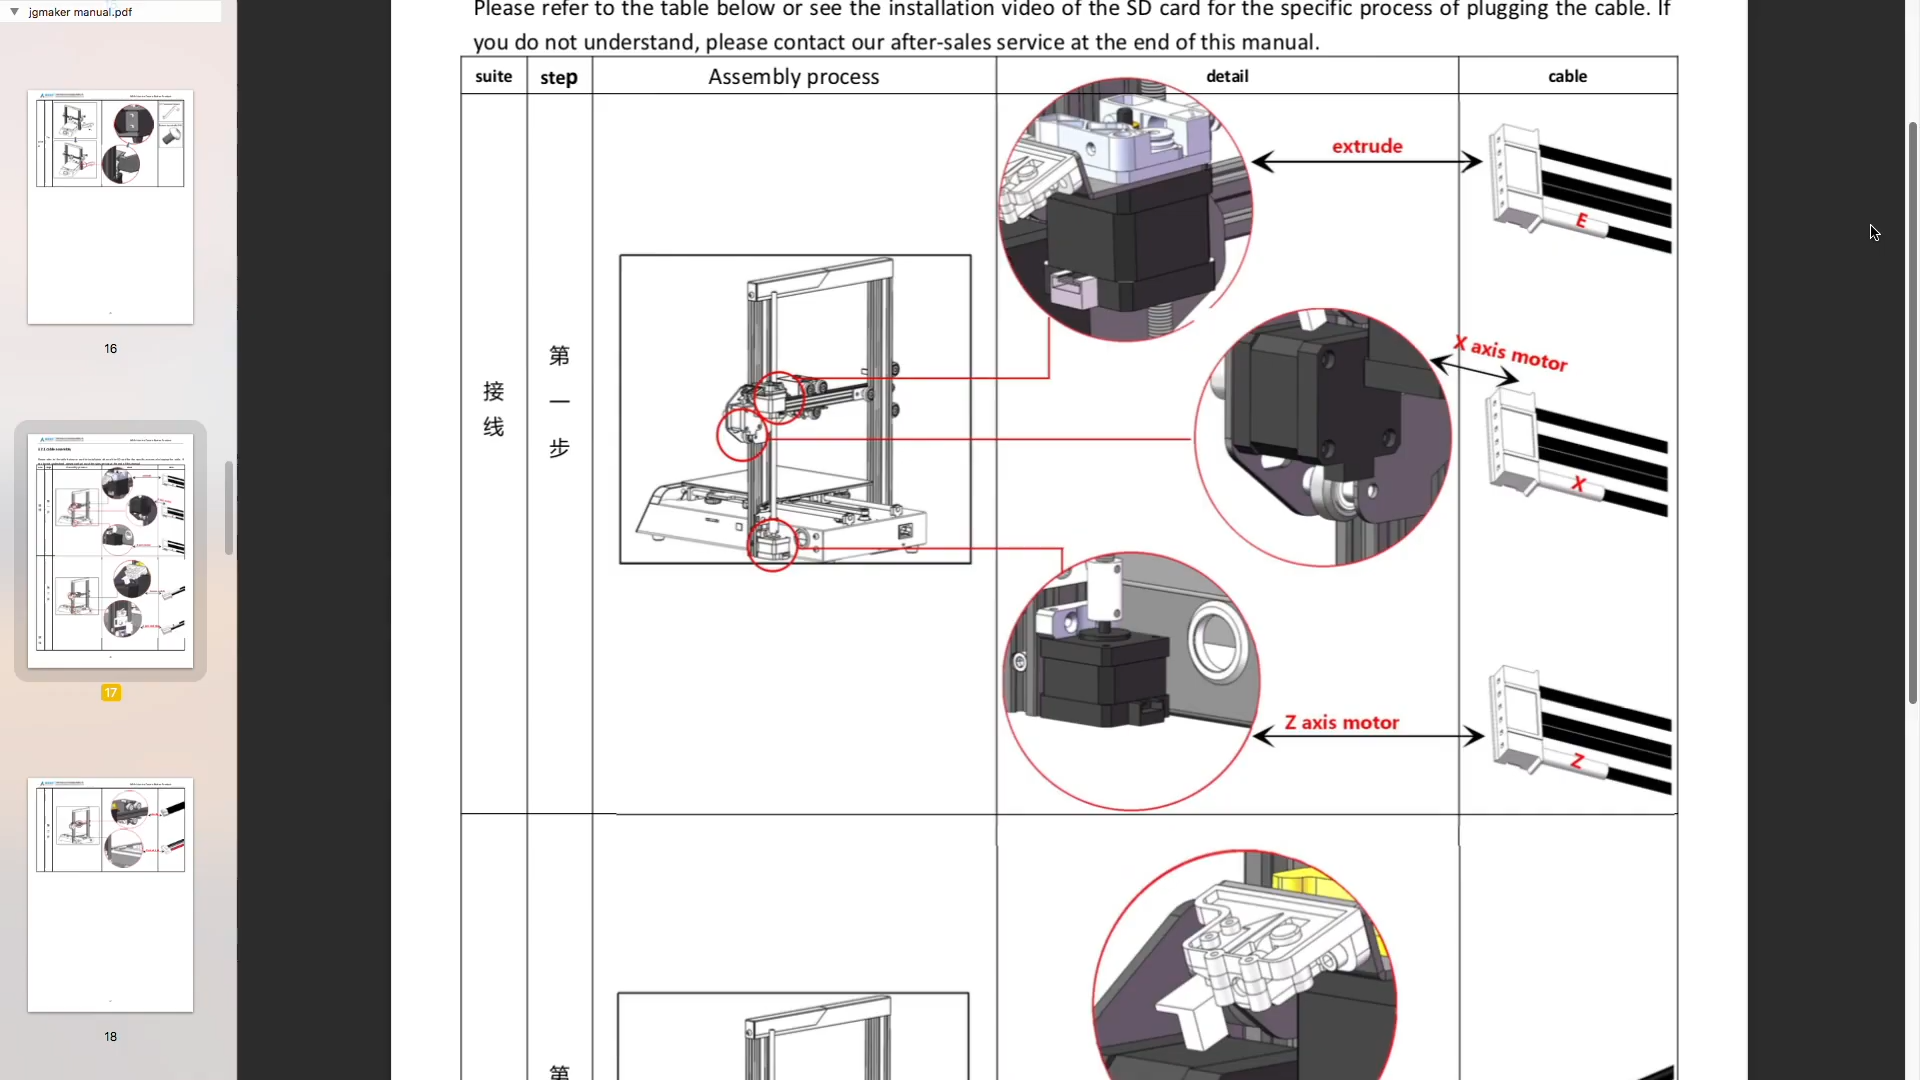 jgmaker manual.pdf
16
17
18
Please refer to the table below or see the installation video of the SD card for the specific process of plugging the cable. If
you do not understand, please contact our after-sales service at the end of this manual.
suite step Assembly process detail cable
接
线
第
一
步
extrude
E
X axis motor
X
Z axis motor
Z
第